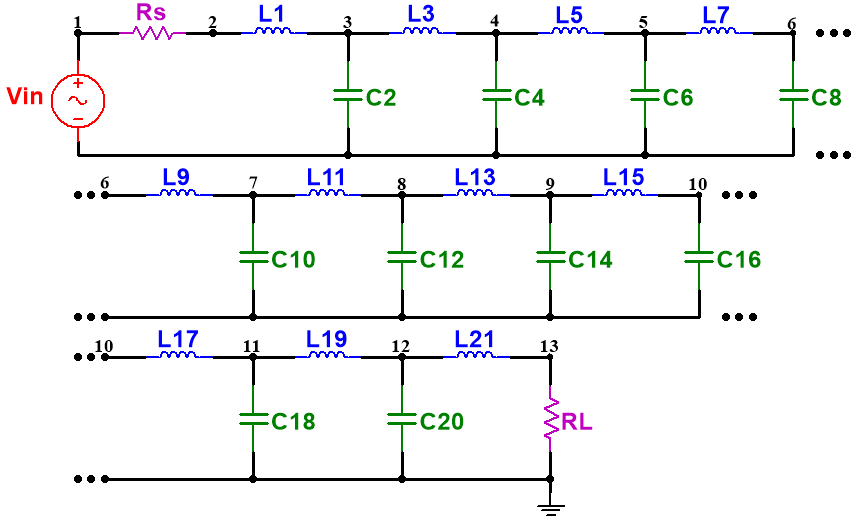 1 Rs 2 L1 3 L3 4 L5 5 L7 6
Vin + − C2 C4 C6 C8
6 L9 7 L11 8 L13 9 L15 10
C10 C12 C14 C16
10 L17 11 L19 12 L21 13
C18 C20 RL